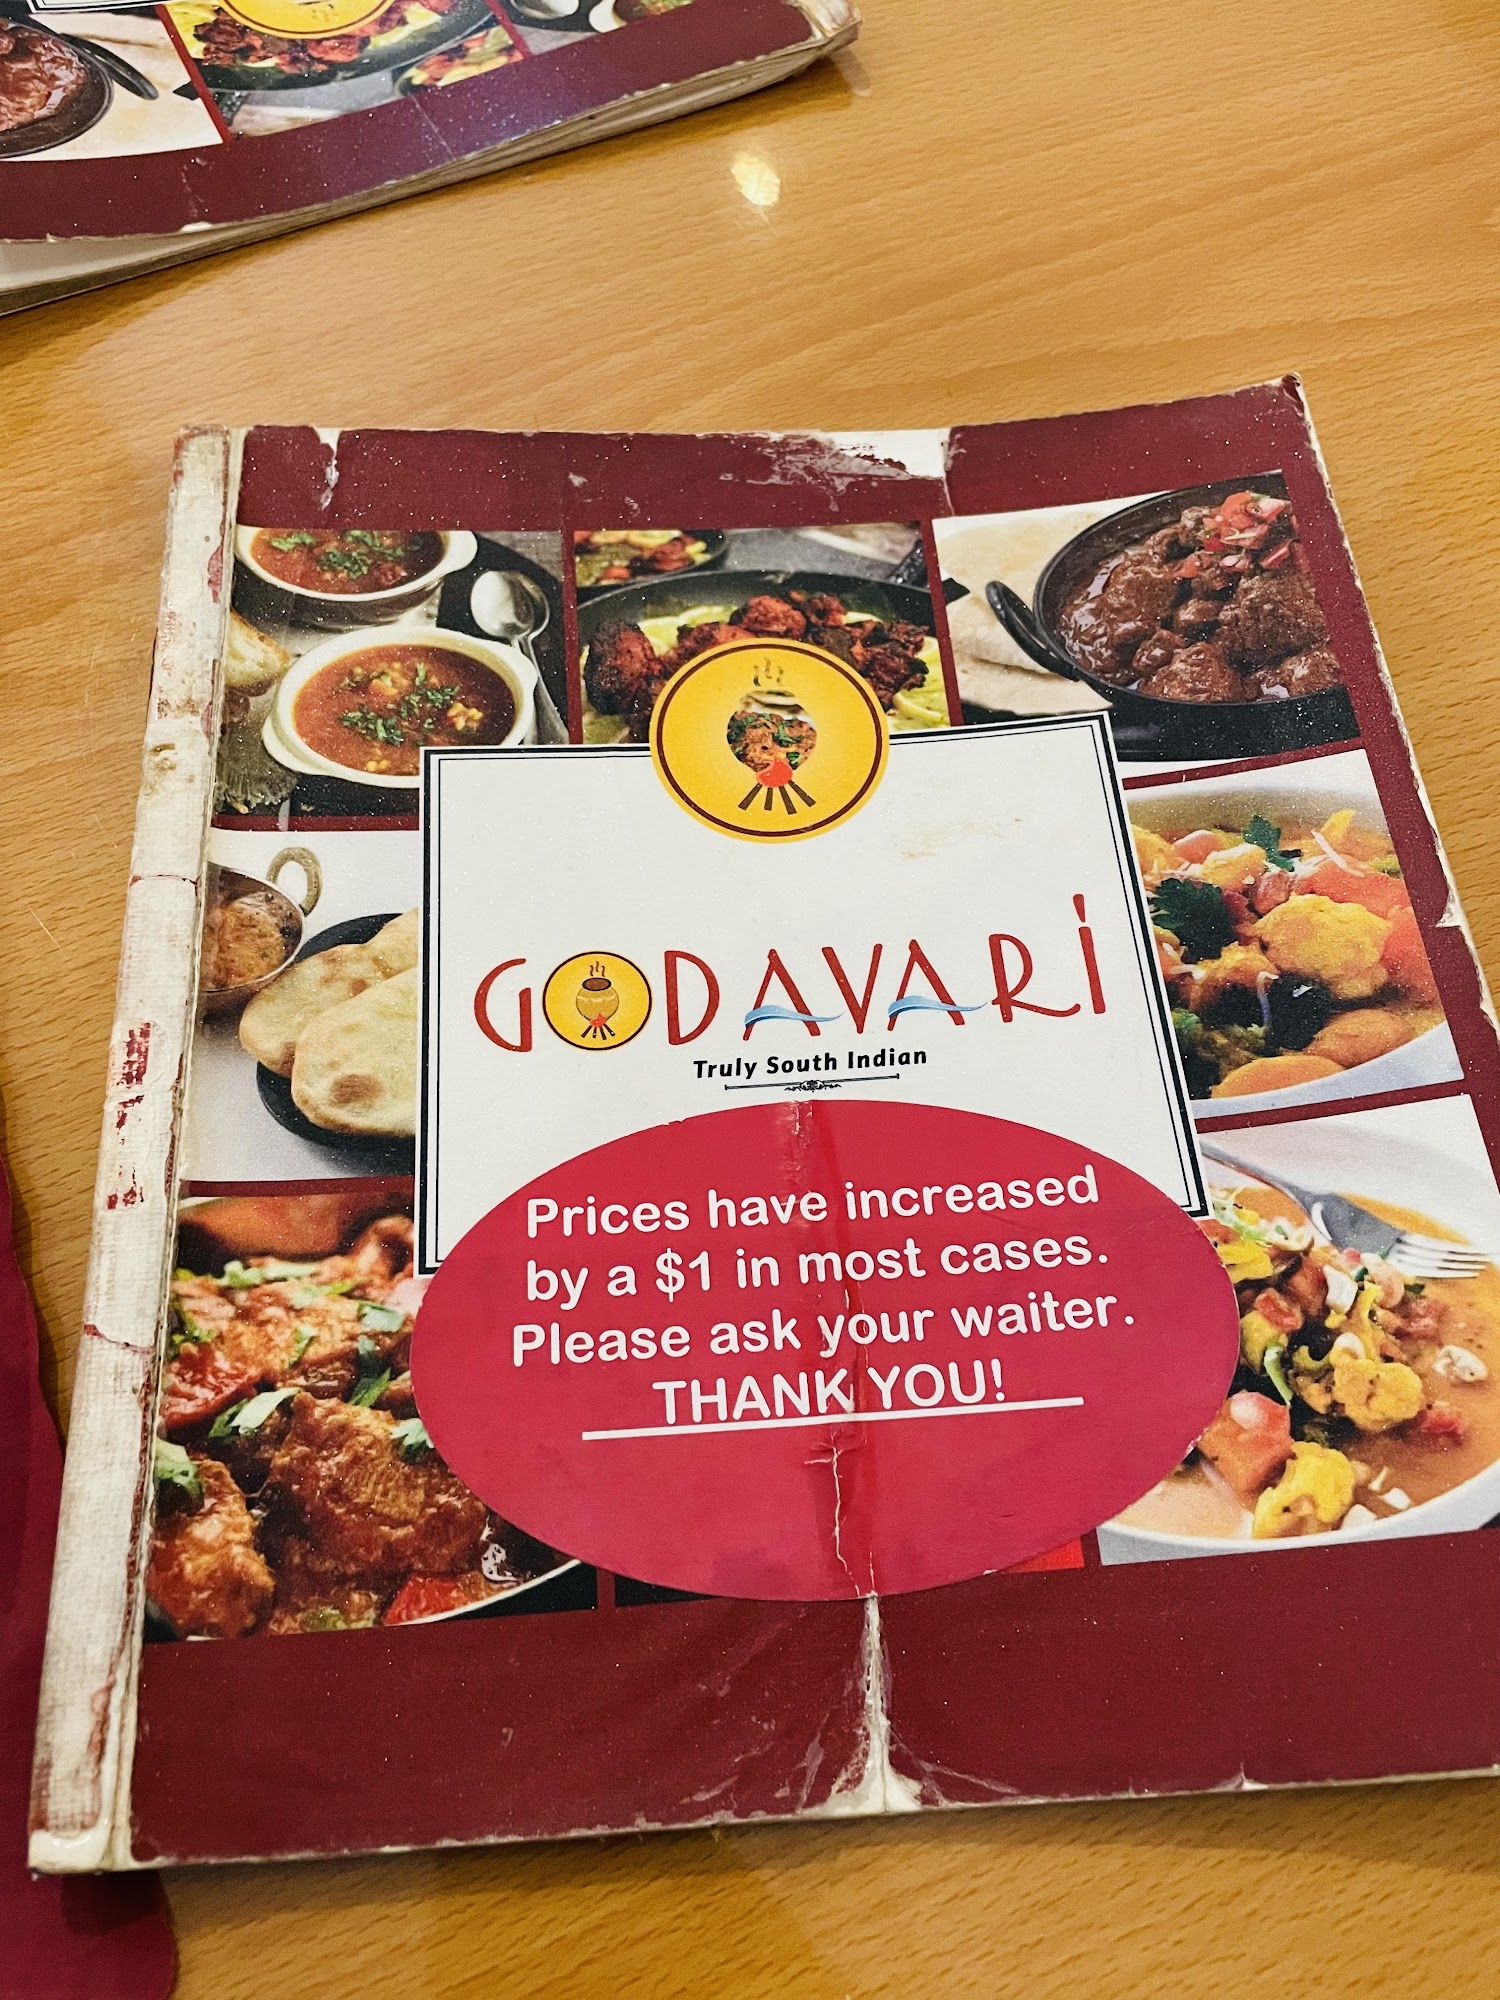 GODAVARI
Truly South Indian
Prices have increased
by a $1 in most cases.
Please ask your waiter.
THANK YOU!